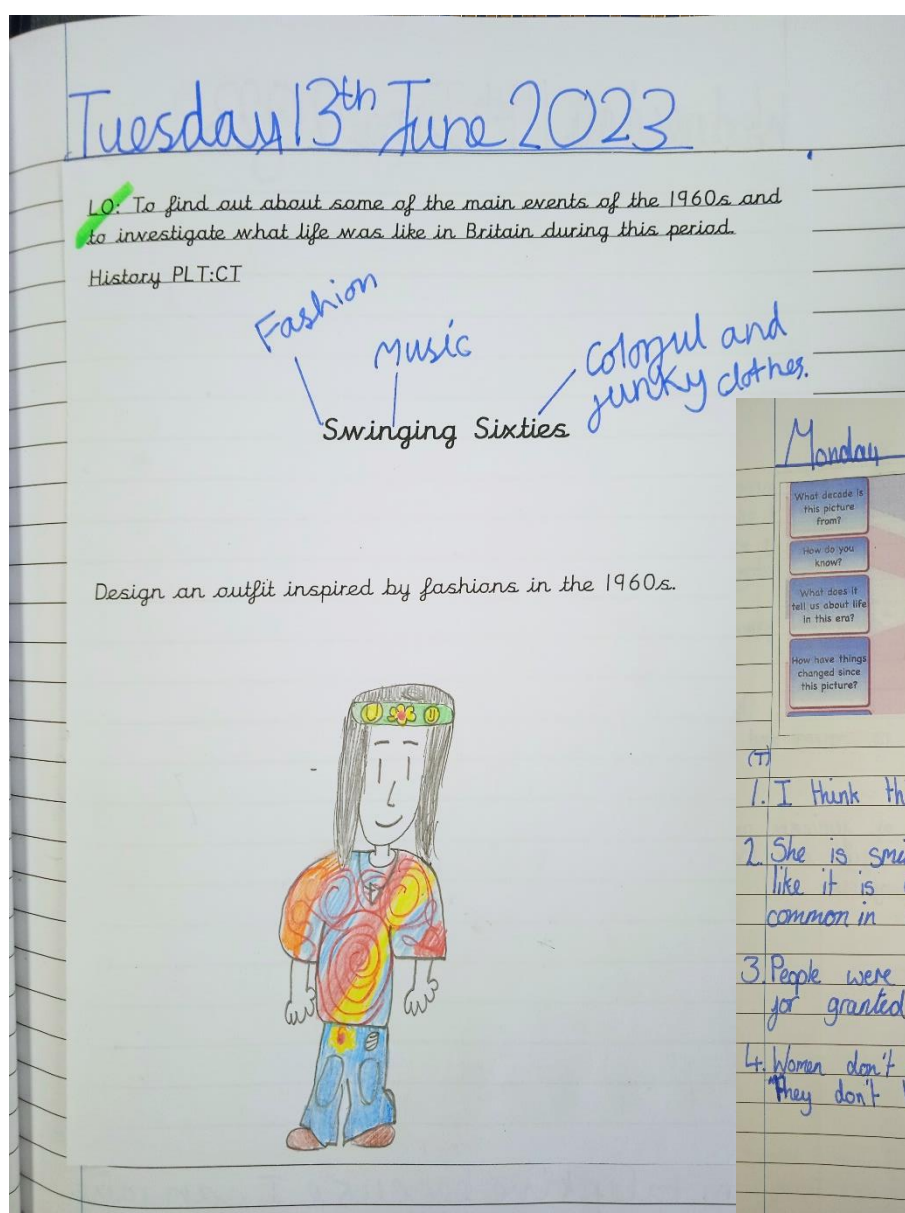 Tuesday 13th June 2023
LO: To find out about some of the main events of the 1960s and
to investigate what life was like in Britain during this period.
History PLT:CT
Fashion
Music
Colorful and
funky clothes.
Swinging Sixties
Design an outfit inspired by fashions in the 1960s.
Monday
What decade is
this picture
from?
How do you
know?
What does it
tell us about life
in this era?
How have things
changed since
this picture?
(T)
1. I think th
2. She is smi
like it is
common in
3. People were
for granted
4. Women don't
They don't